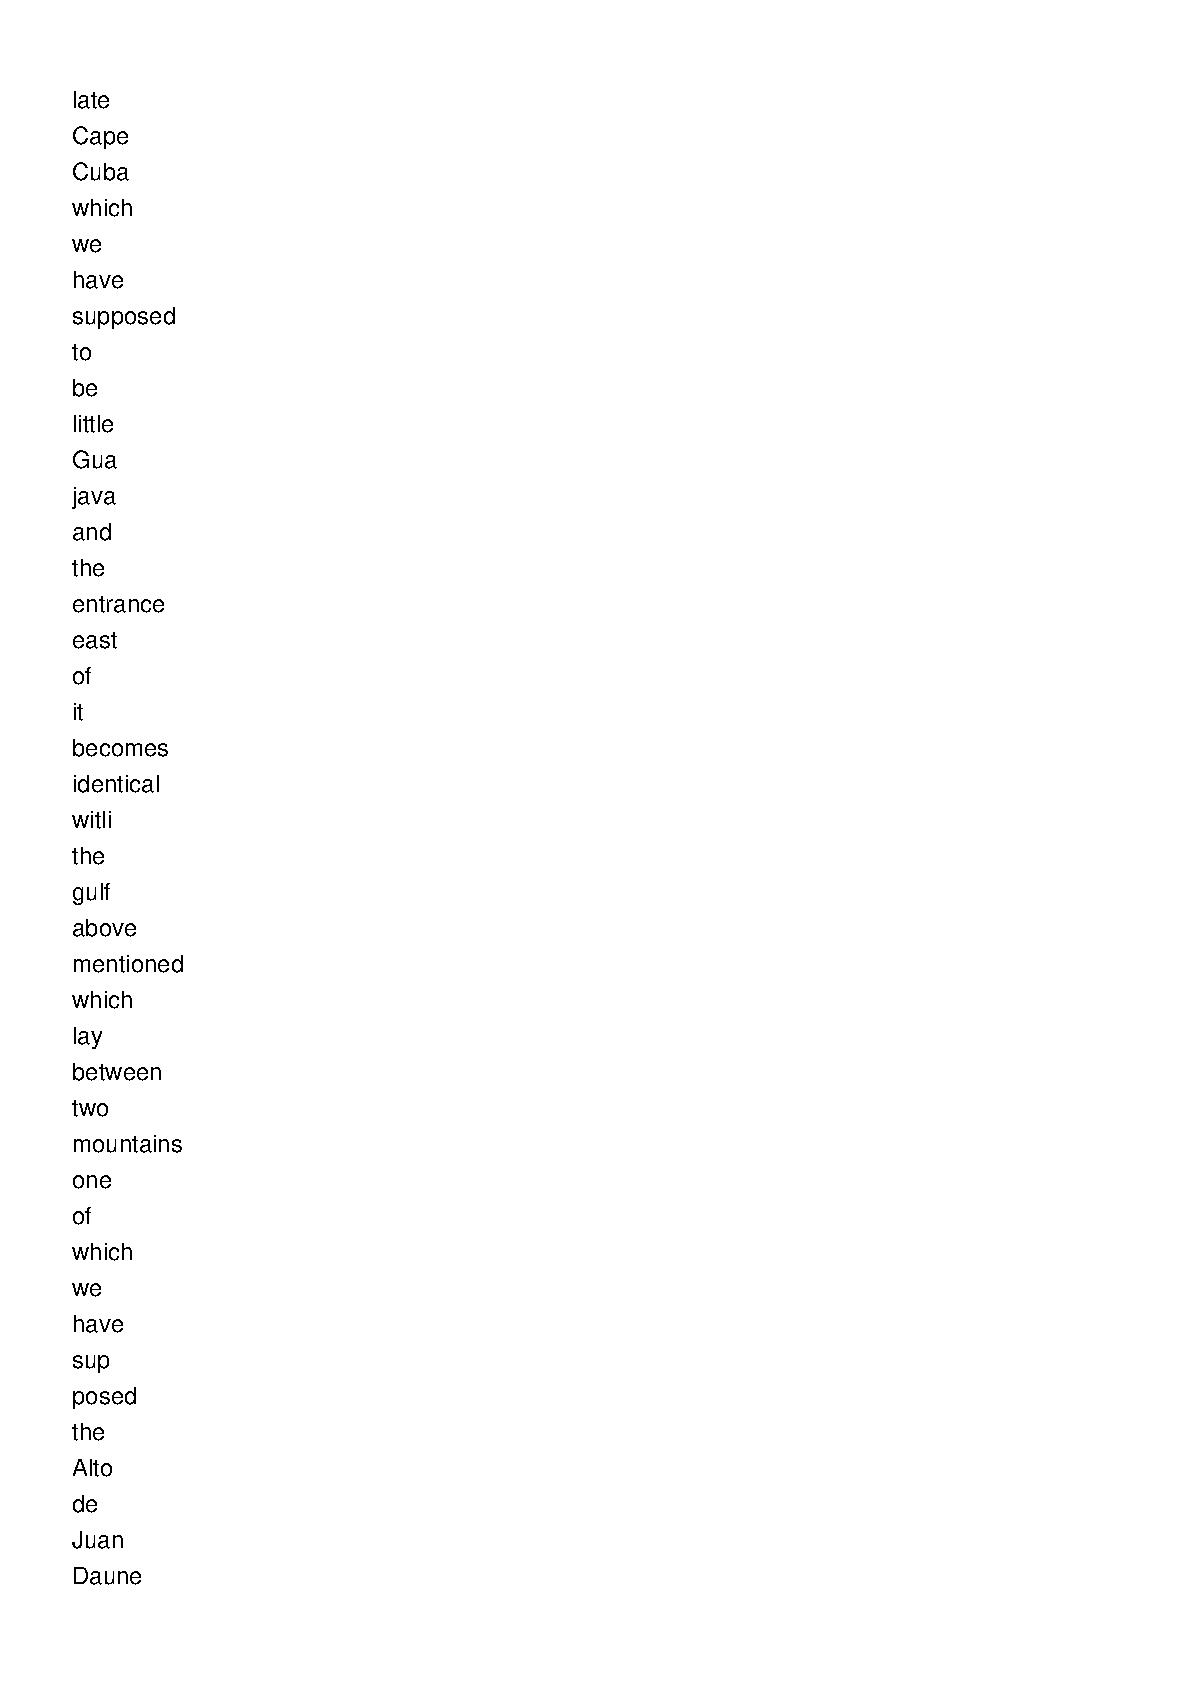 late
Cape
Cuba
which
we
have
supposed
to
be
little
Gua
java
and
the
entrance
east
of
it
becomes
identical
witli
the
gulf
above
mentioned
which
lay
between
two
mountains
one
of
which
we
have
sup
posed
the
Alto
de
Juan
Daune